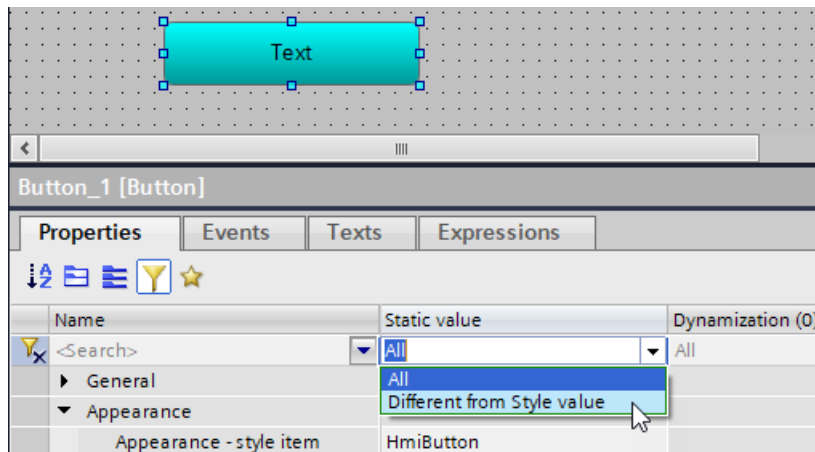 Text
Button_1 [Button]
Properties Events Texts Expressions
Name Static value Dynamization (0)
<Search> All All
General All
Different from Style value
Appearance
Appearance - style item HmiButton